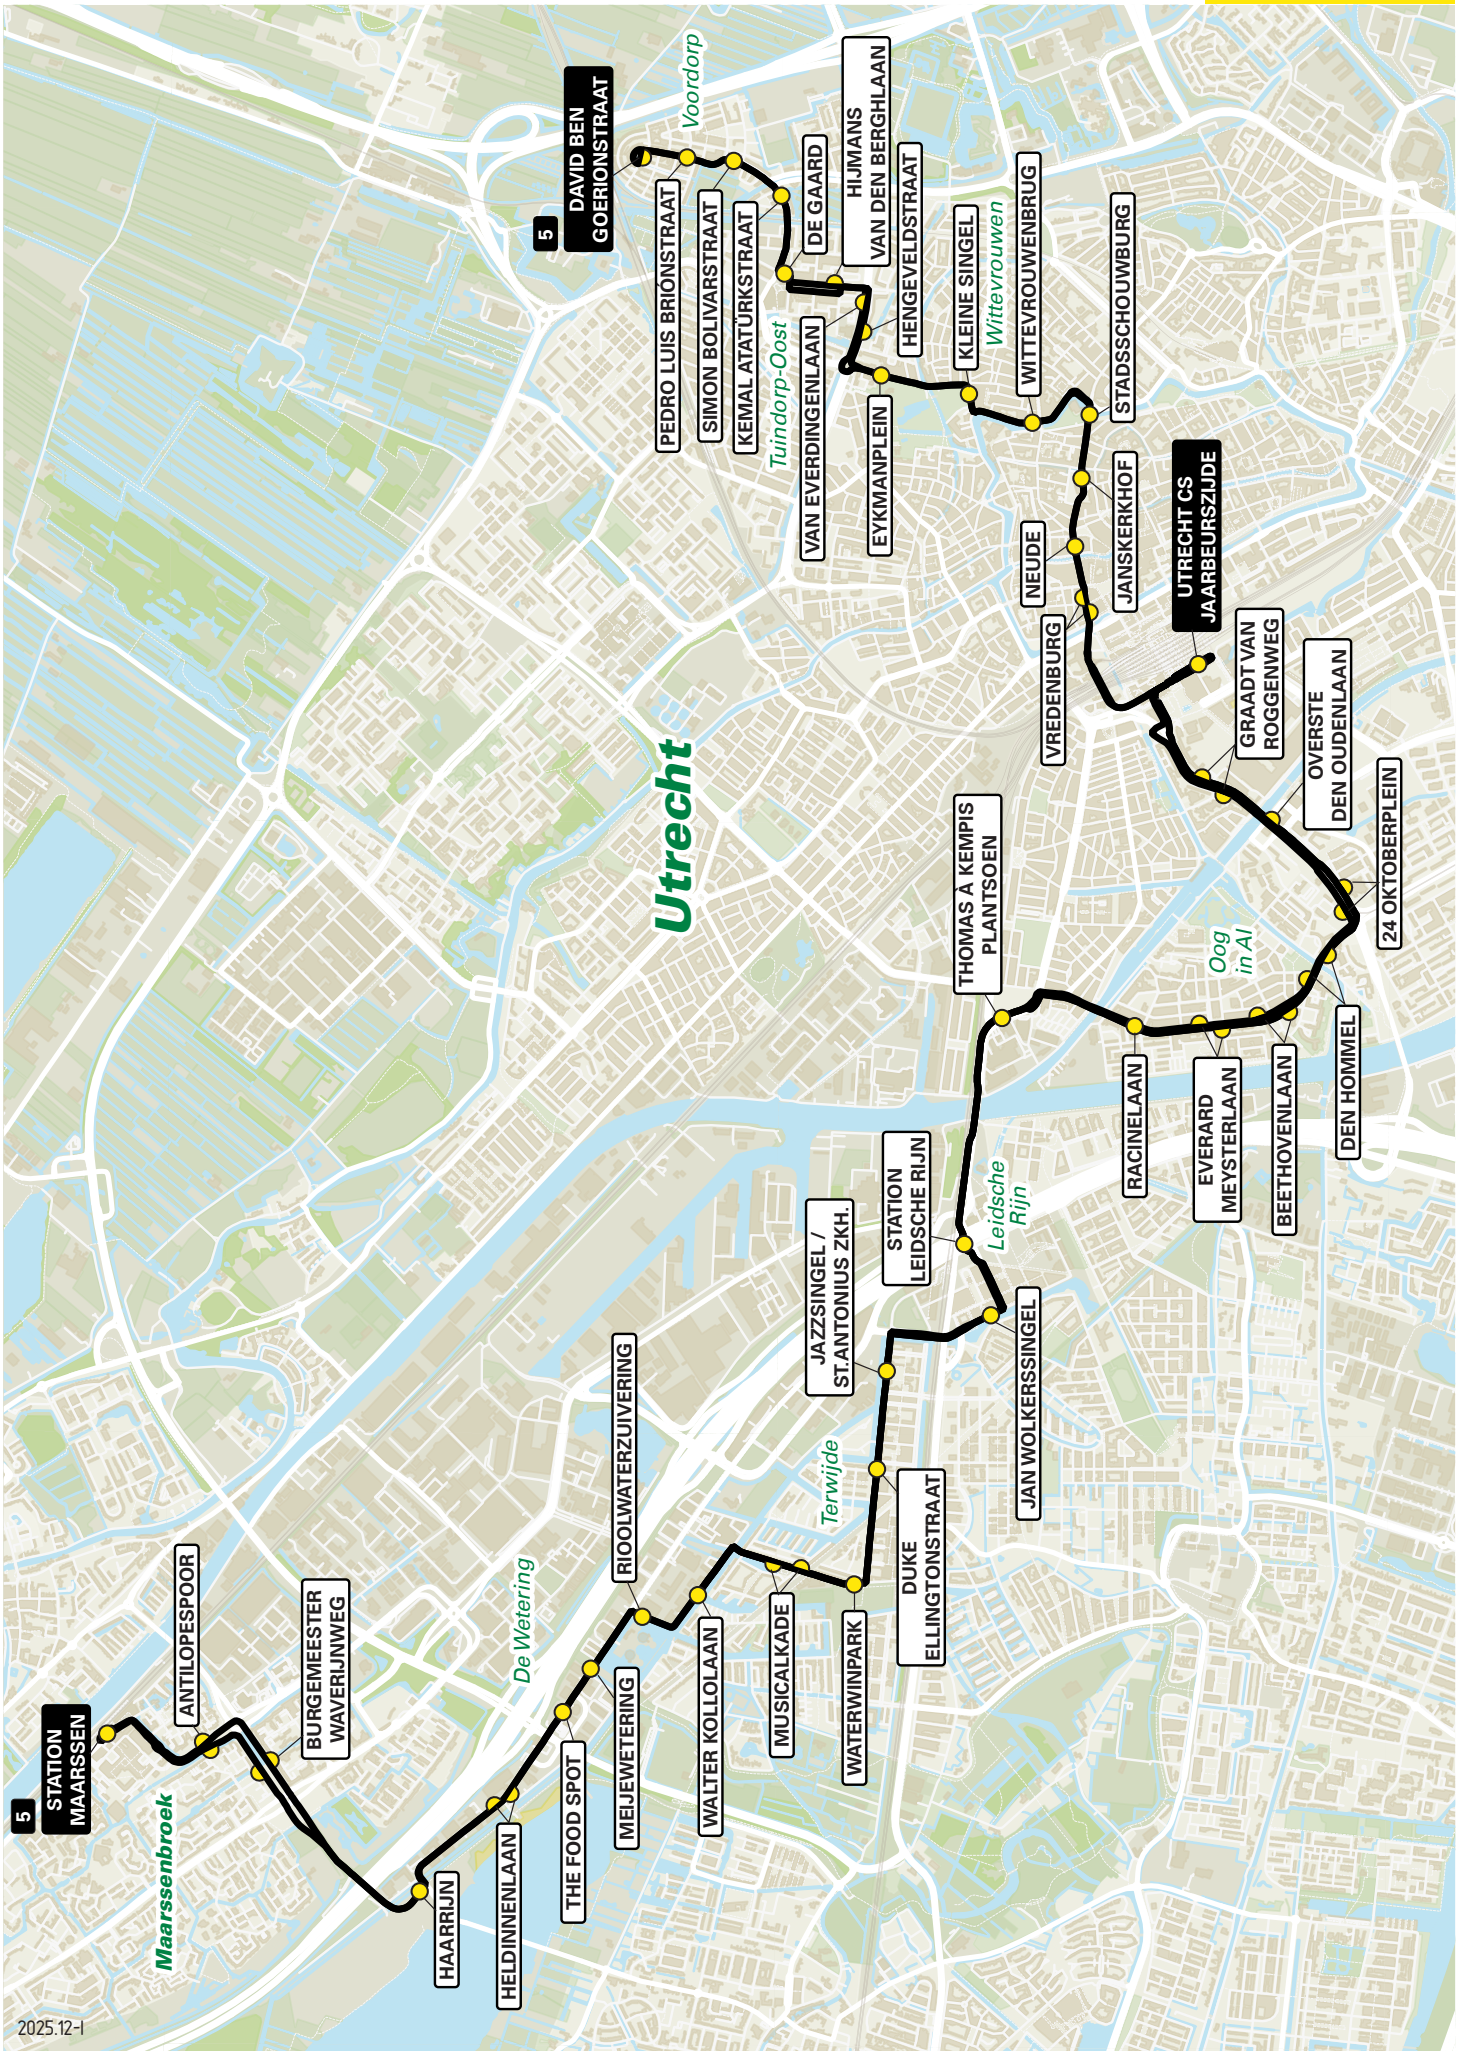 5
STATION
MAARSSEN
ANTILOPESPOOR
BURGEMEESTER
WAVERIJNWEG
Maarssenbroek
HAARRIJN
HELDINNENLAAN
THE FOOD SPOT
MEIJEWETERING
De Wetering
RIOOLWATERZUIVERING
WALTER KOLLOLAAN
MUSICALKADE
WATERWINPARK
Terwijde
DUKE
ELLINGTONSTRAAT
JAZZSINGEL /
ST.ANTONIUS ZKH.
JAN WOLKERSSINGEL
STATION
LEIDSCHE RIJN
Leidsche
Rijn
THOMAS À KEMPIS
PLANTSOEN
RACINELAAN
EVERARD
MEYSTERLAAN
BEETHOVENLAAN
DEN HOMMEL
Oog
in Al
24 OKTOBERPLEIN
OVERSTE
DEN OUDENLAAN
GRAADT VAN
ROGGENWEG
UTRECHT CS
JAARBEURSZIJDE
Utrecht
VREDENBURG
NEUDE
JANSKERKHOF
STADSSCHOUWBURG
WITTEVROUWENBRUG
Wittevrouwen
KLEINE SINGEL
EYKMANPLEIN
HENGEVELDSTRAAT
VAN EVERDINGENLAAN
HIJMANS
VAN DEN BERGHLAAN
DE GAARD
Tuindorp-Oost
KEMAL ATATÜRKSTRAAT
SIMON BOLIVARSTRAAT
PEDRO LUIS BRIONSTRAAT
Voordorp
5
DAVID BEN
GOERIONSTRAAT
2025.12-I